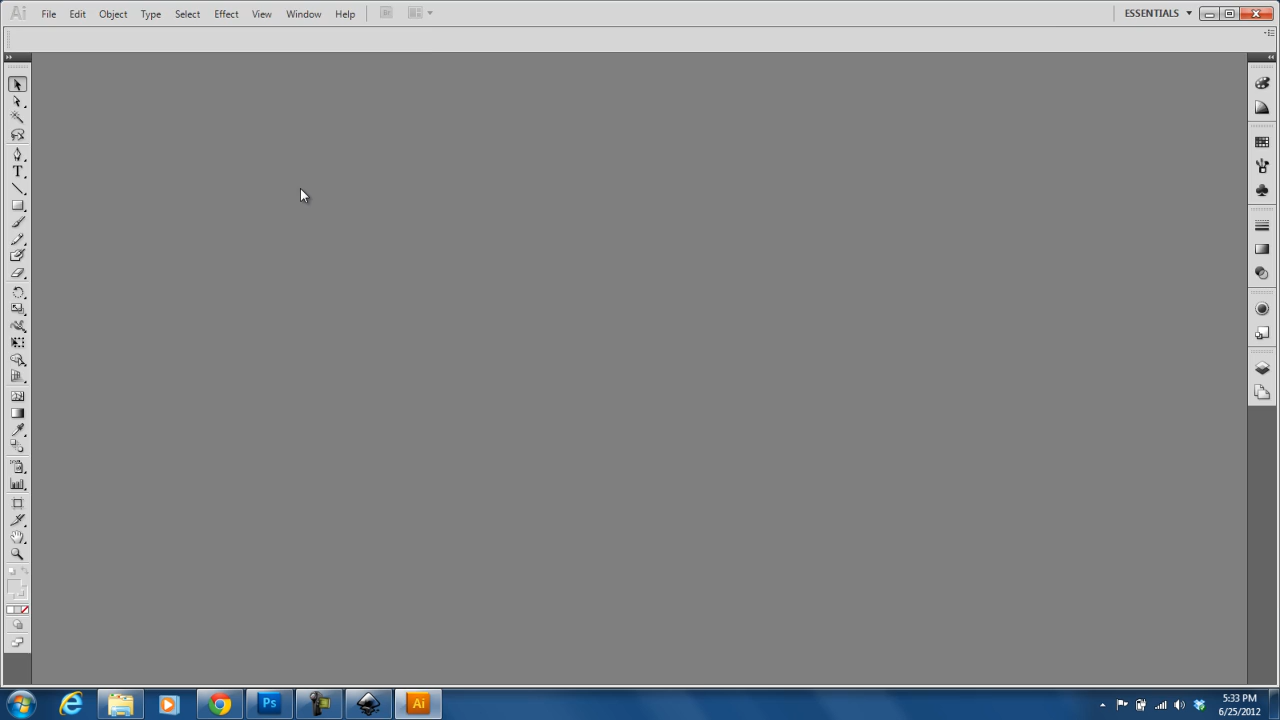 Ai File Edit Object Type Select Effect View Window Help Br ESSENTIALS
T
Ps Ai
5:33 PM
6/25/2012